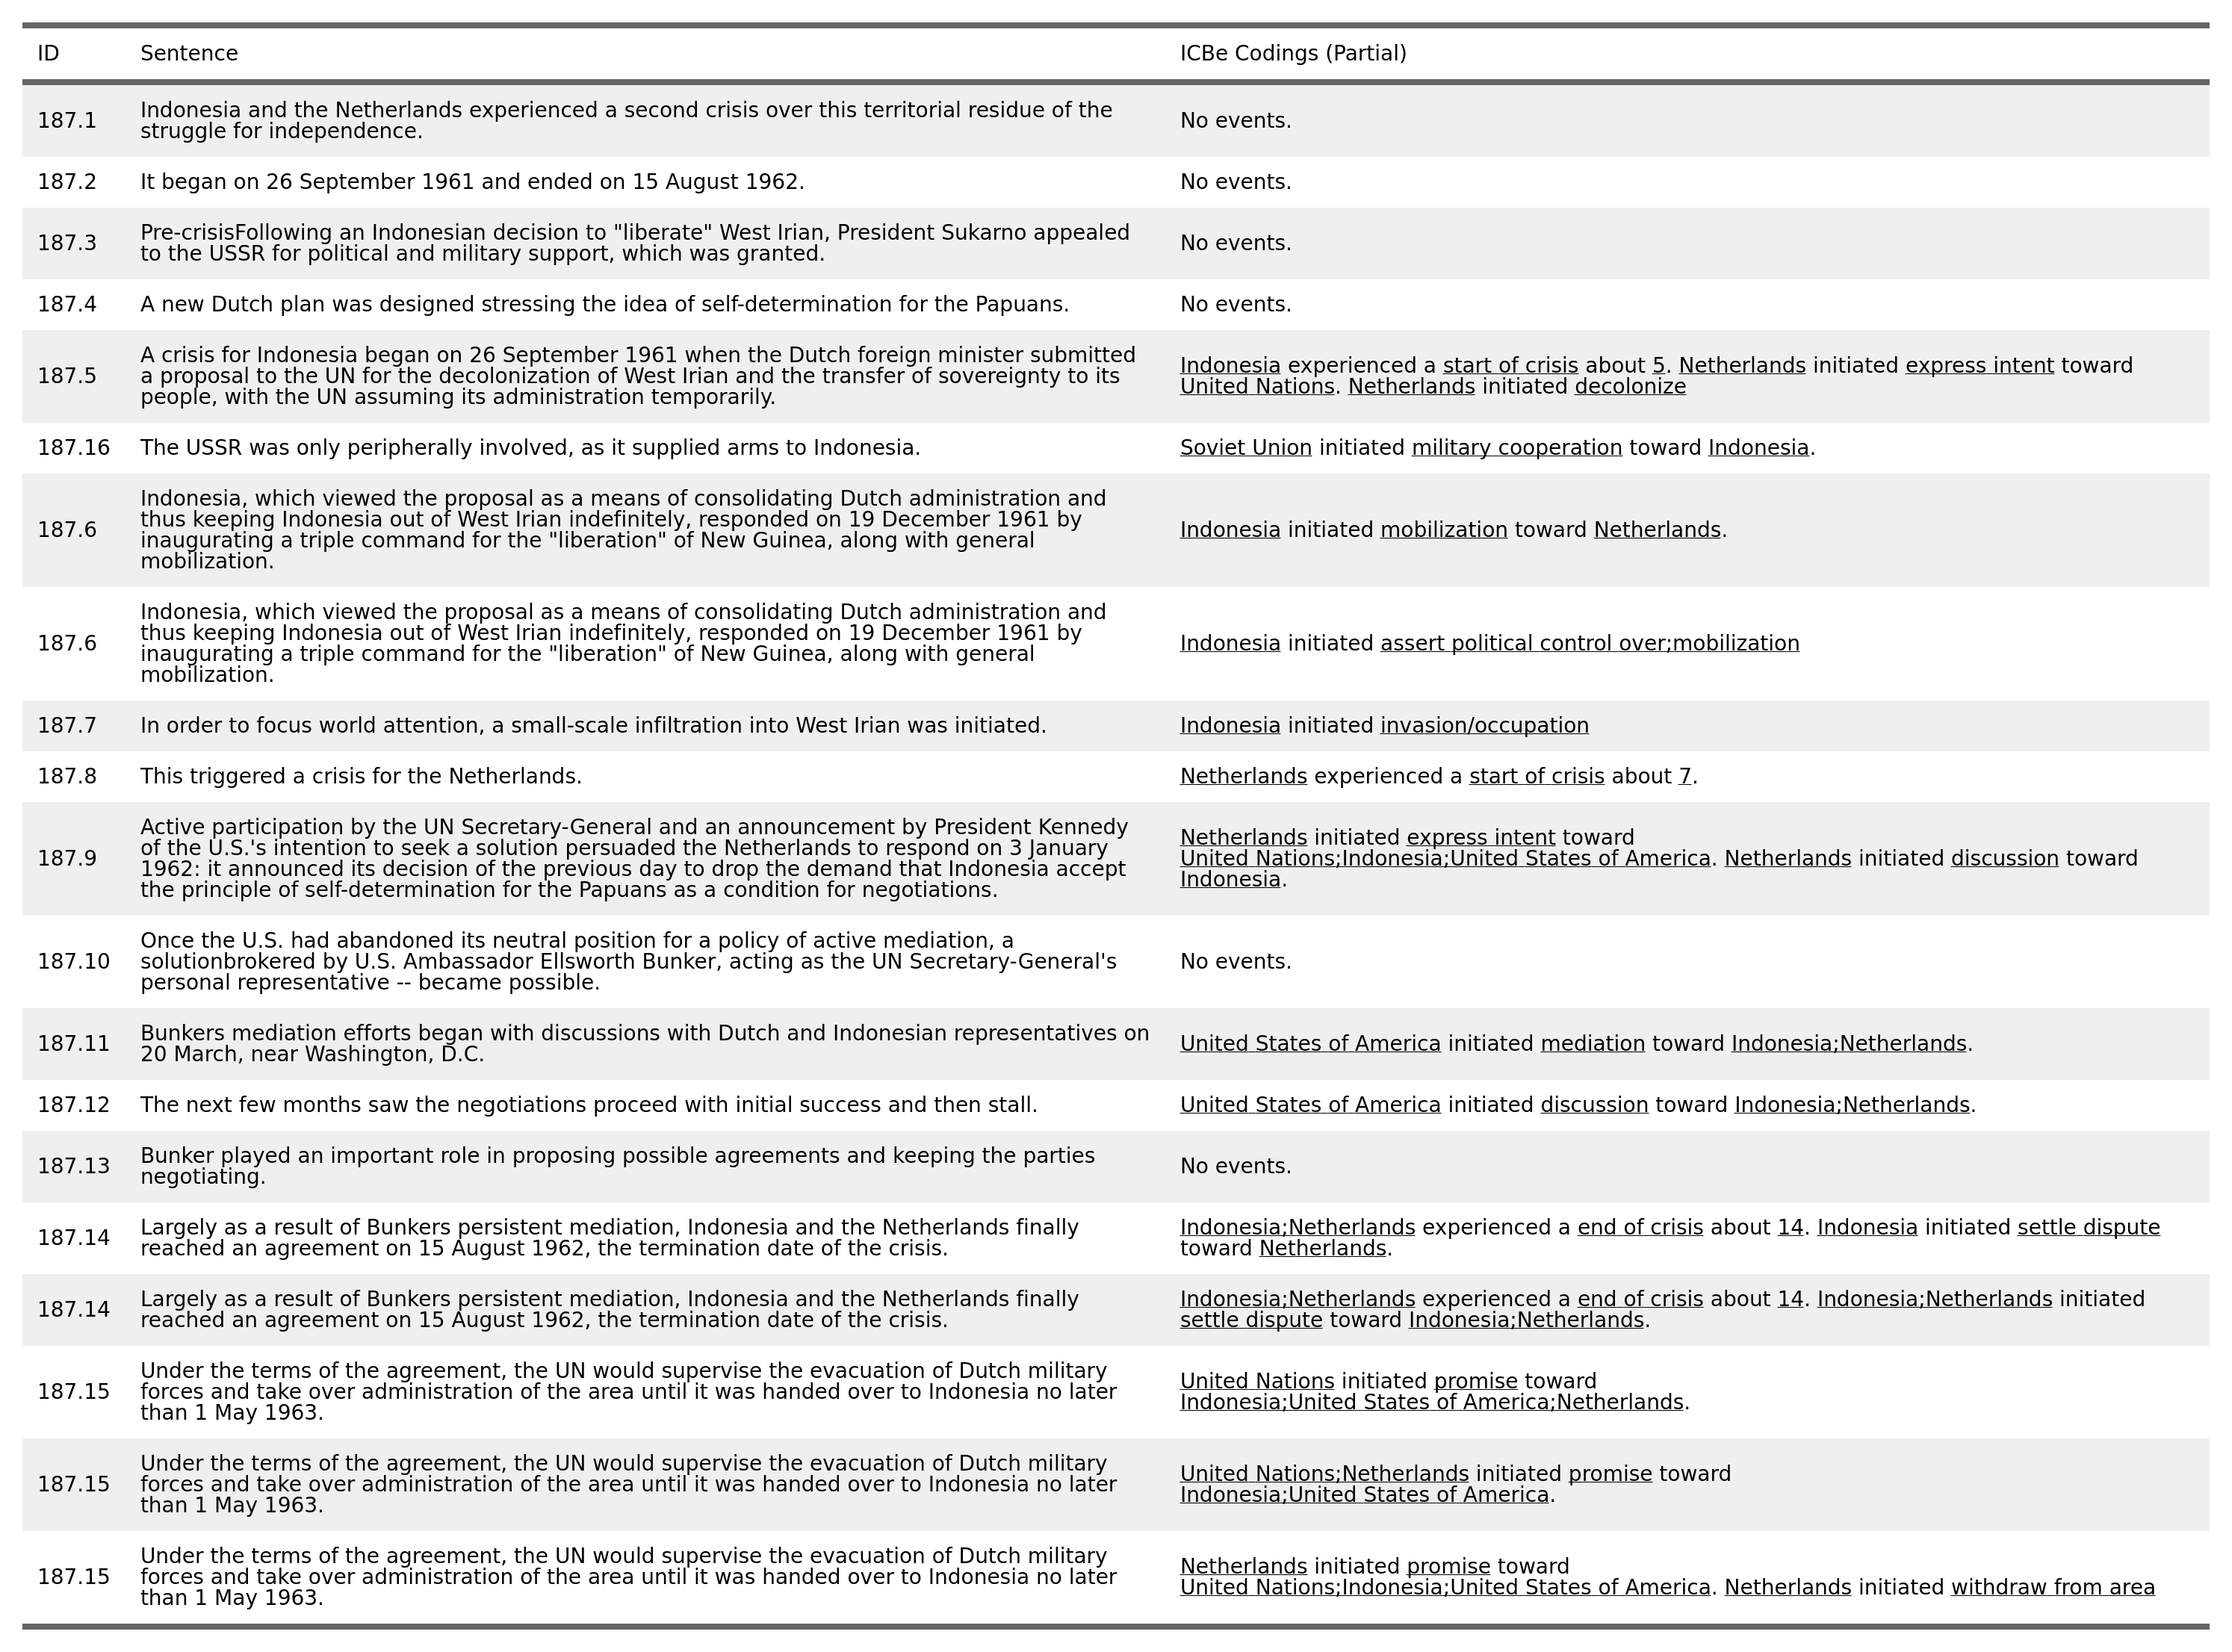 ID Sentence ICBe Codings (Partial)
187.1 Indonesia and the Netherlands experienced a second crisis over this territorial residue of the
struggle for independence.
No events.
187.2 It began on 26 September 1961 and ended on 15 August 1962. No events.
187.3 Pre-crisisFollowing an Indonesian decision to "liberate" West Irian, President Sukarno appealed
to the USSR for political and military support, which was granted.
No events.
187.4 A new Dutch plan was designed stressing the idea of self-determination for the Papuans. No events.
187.5 A crisis for Indonesia began on 26 September 1961 when the Dutch foreign minister submitted
a proposal to the UN for the decolonization of West Irian and the transfer of sovereignty to its
people, with the UN assuming its administration temporarily.
Indonesia experienced a start of crisis about 5. Netherlands initiated express intent toward
United Nations. Netherlands initiated decolonize
187.16 The USSR was only peripherally involved, as it supplied arms to Indonesia. Soviet Union initiated military cooperation toward Indonesia.
187.6 Indonesia, which viewed the proposal as a means of consolidating Dutch administration and
thus keeping Indonesia out of West Irian indefinitely, responded on 19 December 1961 by
inaugurating a triple command for the "liberation" of New Guinea, along with general
mobilization.
Indonesia initiated mobilization toward Netherlands.
187.6 Indonesia, which viewed the proposal as a means of consolidating Dutch administration and
thus keeping Indonesia out of West Irian indefinitely, responded on 19 December 1961 by
inaugurating a triple command for the "liberation" of New Guinea, along with general
mobilization.
Indonesia initiated assert political control over;mobilization
187.7 In order to focus world attention, a small-scale infiltration into West Irian was initiated. Indonesia initiated invasion/occupation
187.8 This triggered a crisis for the Netherlands. Netherlands experienced a start of crisis about 7.
187.9 Active participation by the UN Secretary-General and an announcement by President Kennedy
of the U.S.'s intention to seek a solution persuaded the Netherlands to respond on 3 January
1962: it announced its decision of the previous day to drop the demand that Indonesia accept
the principle of self-determination for the Papuans as a condition for negotiations.
Netherlands initiated express intent toward
United Nations;Indonesia;United States of America. Netherlands initiated discussion toward
Indonesia.
187.10 Once the U.S. had abandoned its neutral position for a policy of active mediation, a
solutionbrokered by U.S. Ambassador Ellsworth Bunker, acting as the UN Secretary-General's
personal representative -- became possible.
No events.
187.11 Bunkers mediation efforts began with discussions with Dutch and Indonesian representatives on
20 March, near Washington, D.C.
United States of America initiated mediation toward Indonesia;Netherlands.
187.12 The next few months saw the negotiations proceed with initial success and then stall. United States of America initiated discussion toward Indonesia;Netherlands.
187.13 Bunker played an important role in proposing possible agreements and keeping the parties
negotiating.
No events.
187.14 Largely as a result of Bunkers persistent mediation, Indonesia and the Netherlands finally
reached an agreement on 15 August 1962, the termination date of the crisis.
Indonesia;Netherlands experienced a end of crisis about 14. Indonesia initiated settle dispute
toward Netherlands.
187.14 Largely as a result of Bunkers persistent mediation, Indonesia and the Netherlands finally
reached an agreement on 15 August 1962, the termination date of the crisis.
Indonesia;Netherlands experienced a end of crisis about 14. Indonesia;Netherlands initiated
settle dispute toward Indonesia;Netherlands.
187.15 Under the terms of the agreement, the UN would supervise the evacuation of Dutch military
forces and take over administration of the area until it was handed over to Indonesia no later
than 1 May 1963.
United Nations initiated promise toward
Indonesia;United States of America;Netherlands.
187.15 Under the terms of the agreement, the UN would supervise the evacuation of Dutch military
forces and take over administration of the area until it was handed over to Indonesia no later
than 1 May 1963.
United Nations;Netherlands initiated promise toward
Indonesia;United States of America.
187.15 Under the terms of the agreement, the UN would supervise the evacuation of Dutch military
forces and take over administration of the area until it was handed over to Indonesia no later
than 1 May 1963.
Netherlands initiated promise toward
United Nations;Indonesia;United States of America. Netherlands initiated withdraw from area